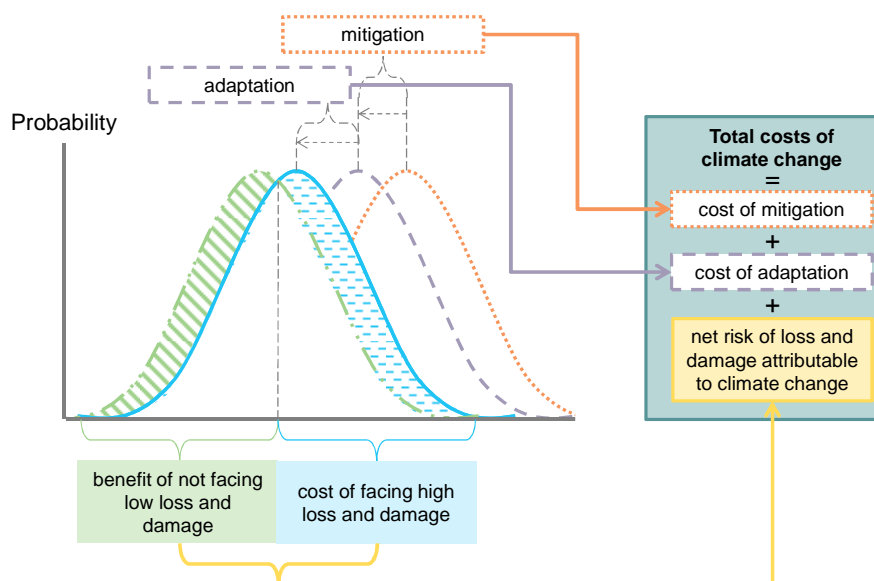 mitigation
adaptation
Probability
Total costs of
climate change
=
cost of mitigation
+
cost of adaptation
+
net risk of loss and
damage attributable
to climate change
benefit of not facing
low loss and
damage
cost of facing high
loss and damage